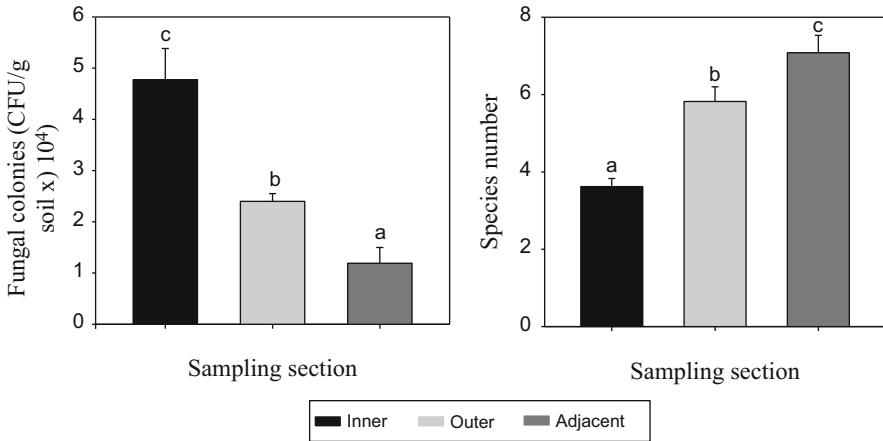 Fungal colonies (CFU/g
soil x) 10⁴)
6
5
4
3
2
1
0
c
b
a
Sampling section
Species number
8
6
4
2
0
a
b
c
Sampling section
Inner Outer Adjacent